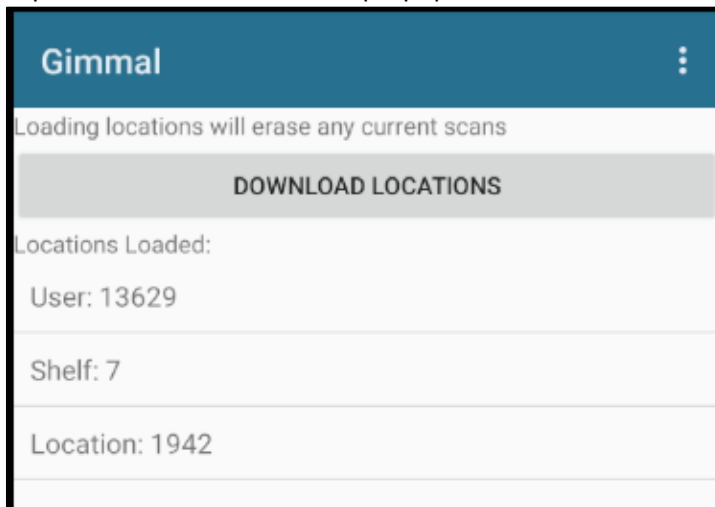 Gimmal
Loading locations will erase any current scans
DOWNLOAD LOCATIONS
Locations Loaded:
User: 13629
Shelf: 7
Location: 1942